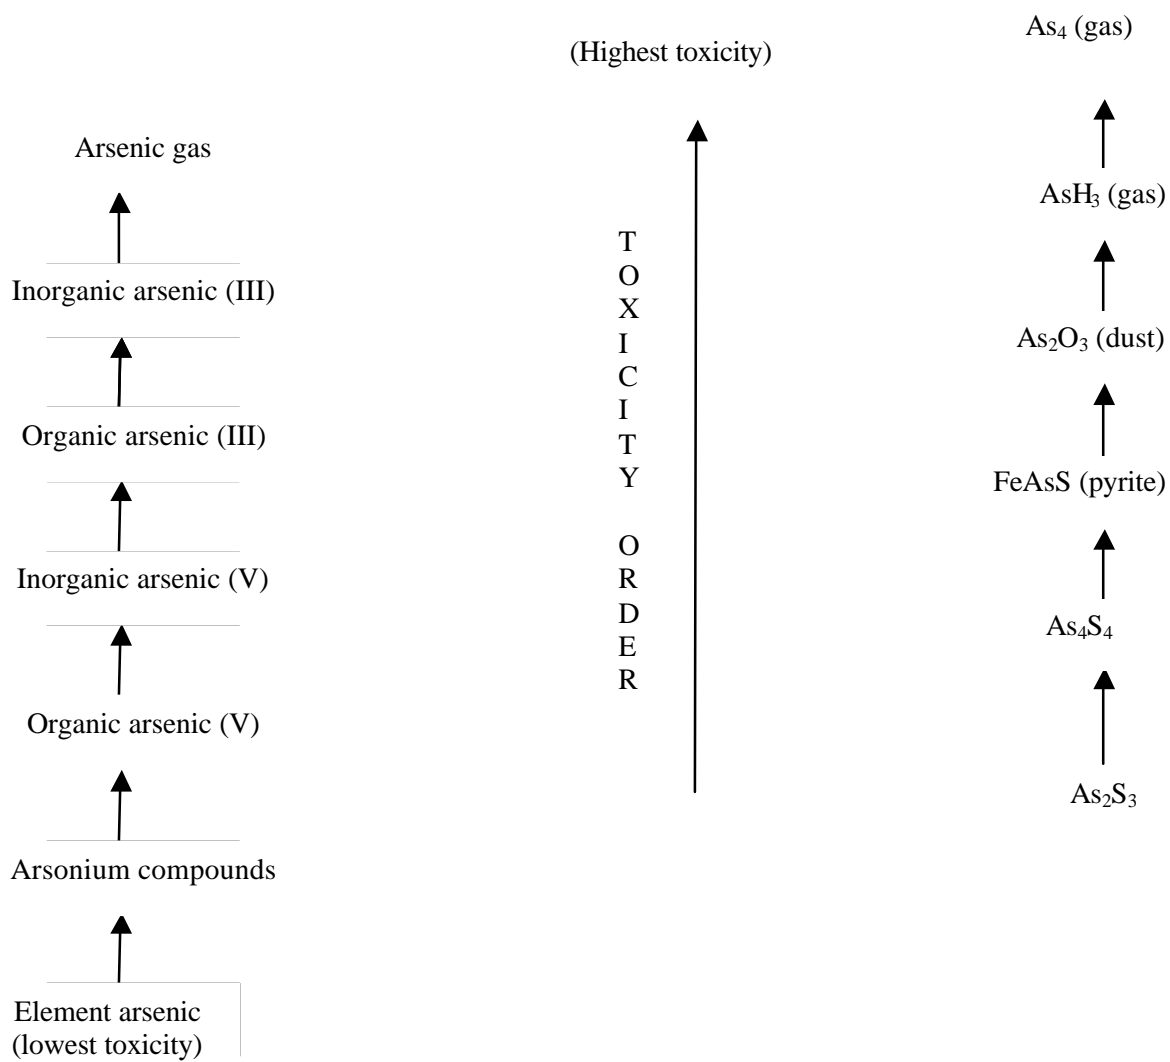 Arsenic gas
Inorganic arsenic (III)
Organic arsenic (III)
Inorganic arsenic (V)
Organic arsenic (V)
Arsonium compounds
Element arsenic
(lowest toxicity)
(Highest toxicity)
T
O
X
I
C
I
T
Y
O
R
D
E
R
As₄ (gas)
AsH₃ (gas)
As₂O₃ (dust)
FeAsS (pyrite)
As₄S₄
As₂S₃